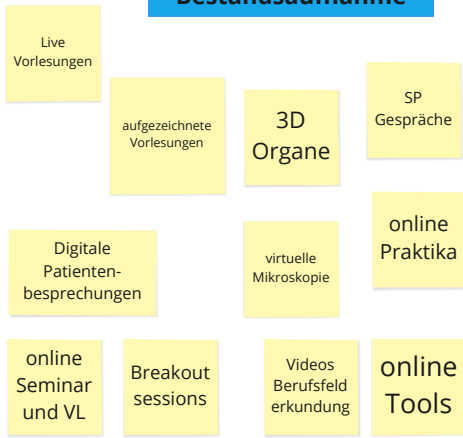 Bestandsaufnahme
Live
Vorlesungen
aufgezeichnete
Vorlesungen
3D
Organe
SP
Gespräche
Digitale
Patienten-
besprechungen
virtuelle
Mikroskopie
online
Praktika
online
Seminar
und VL
Breakout
sessions
Videos
Berufsfeld
erkundung
online
Tools